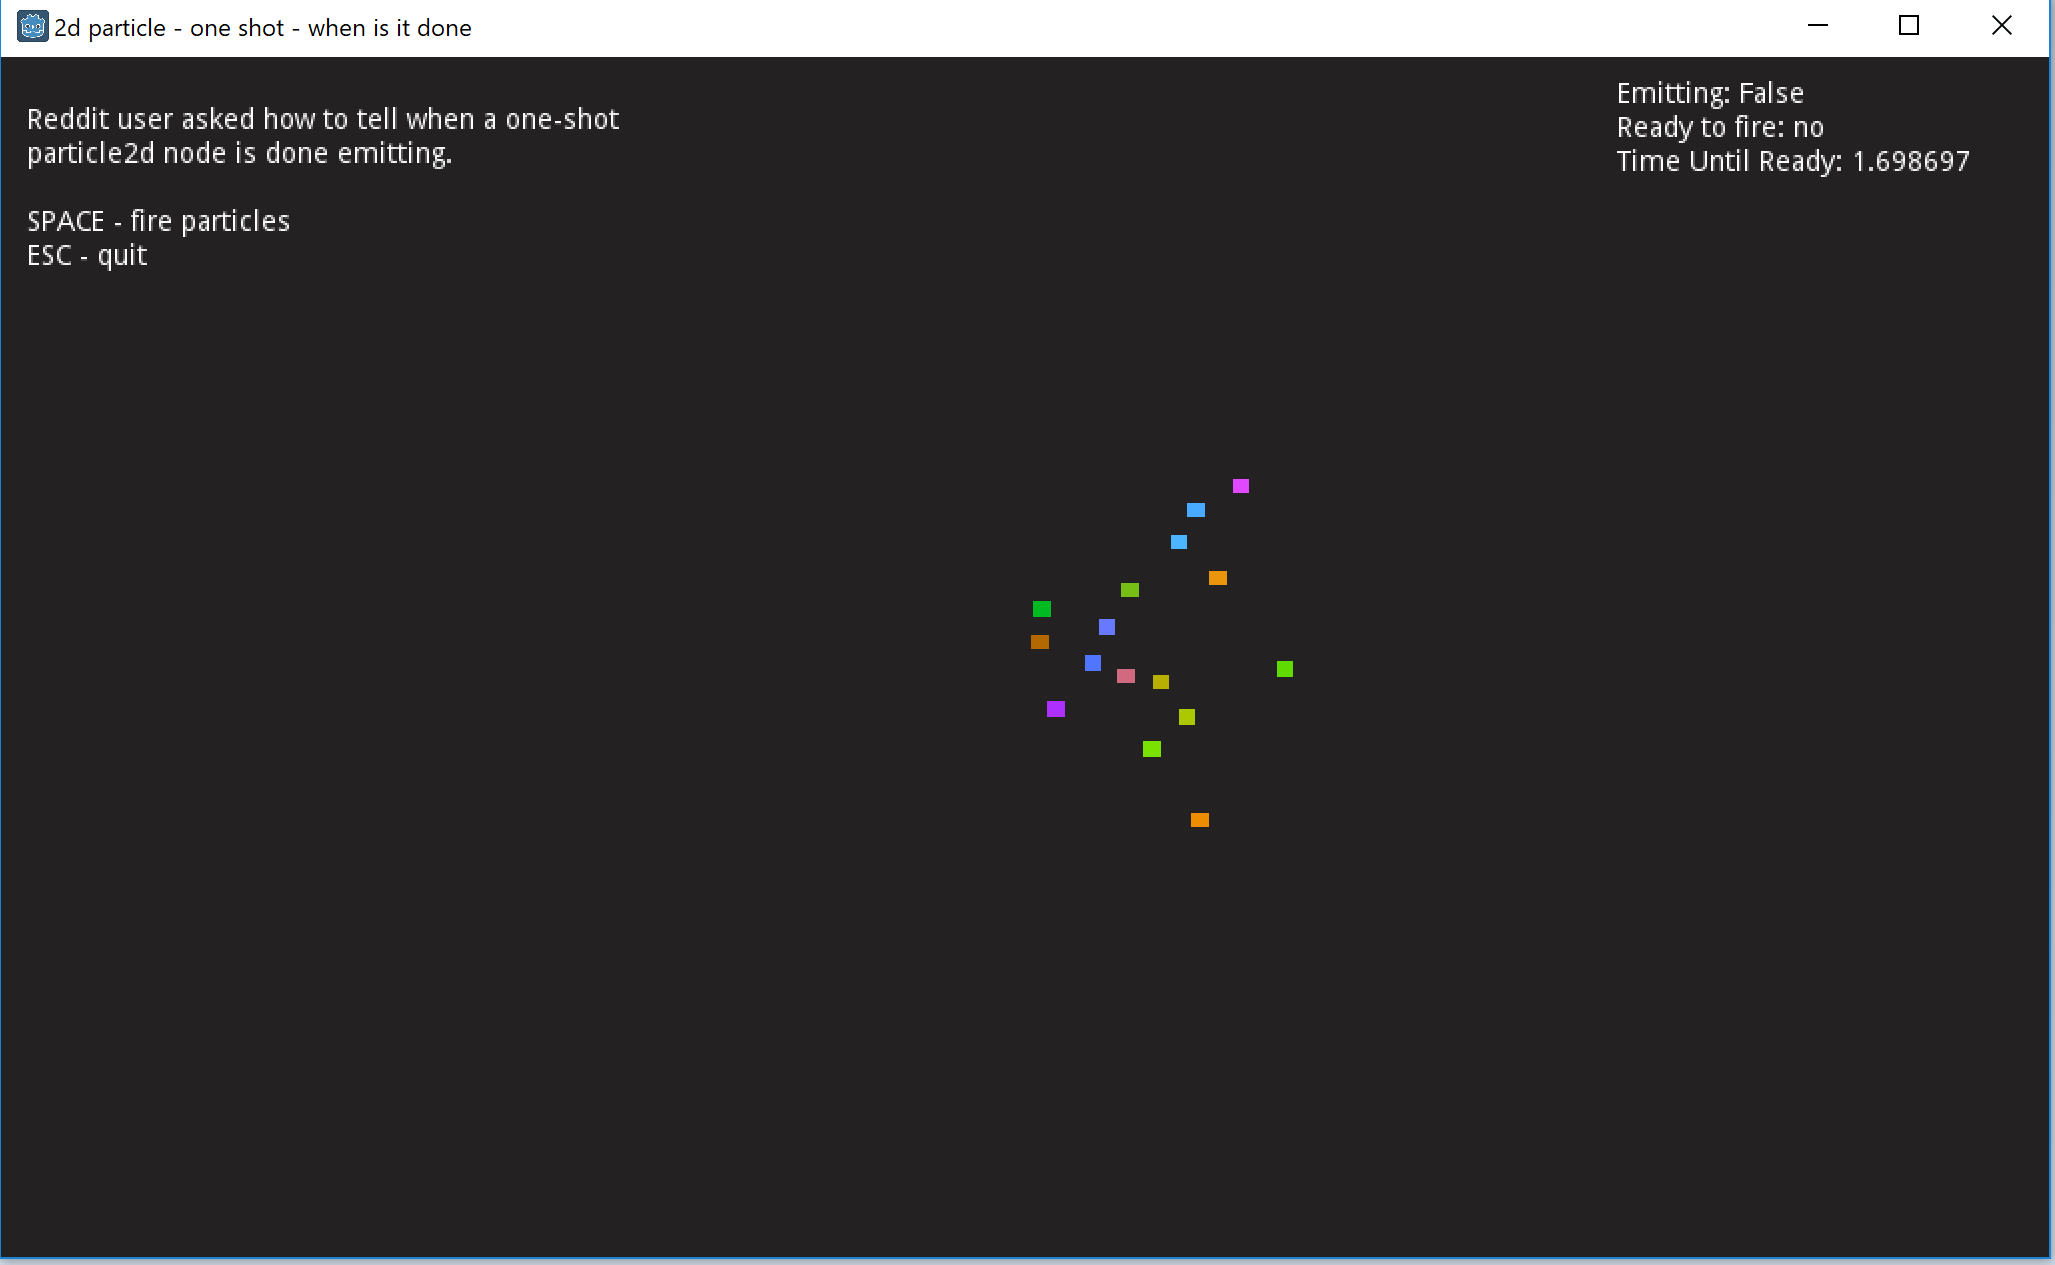 2d particle - one shot - when is it done
Reddit user asked how to tell when a one-shot
particle2d node is done emitting.
SPACE - fire particles
ESC - quit
Emitting: False
Ready to fire: no
Time Until Ready: 1.698697